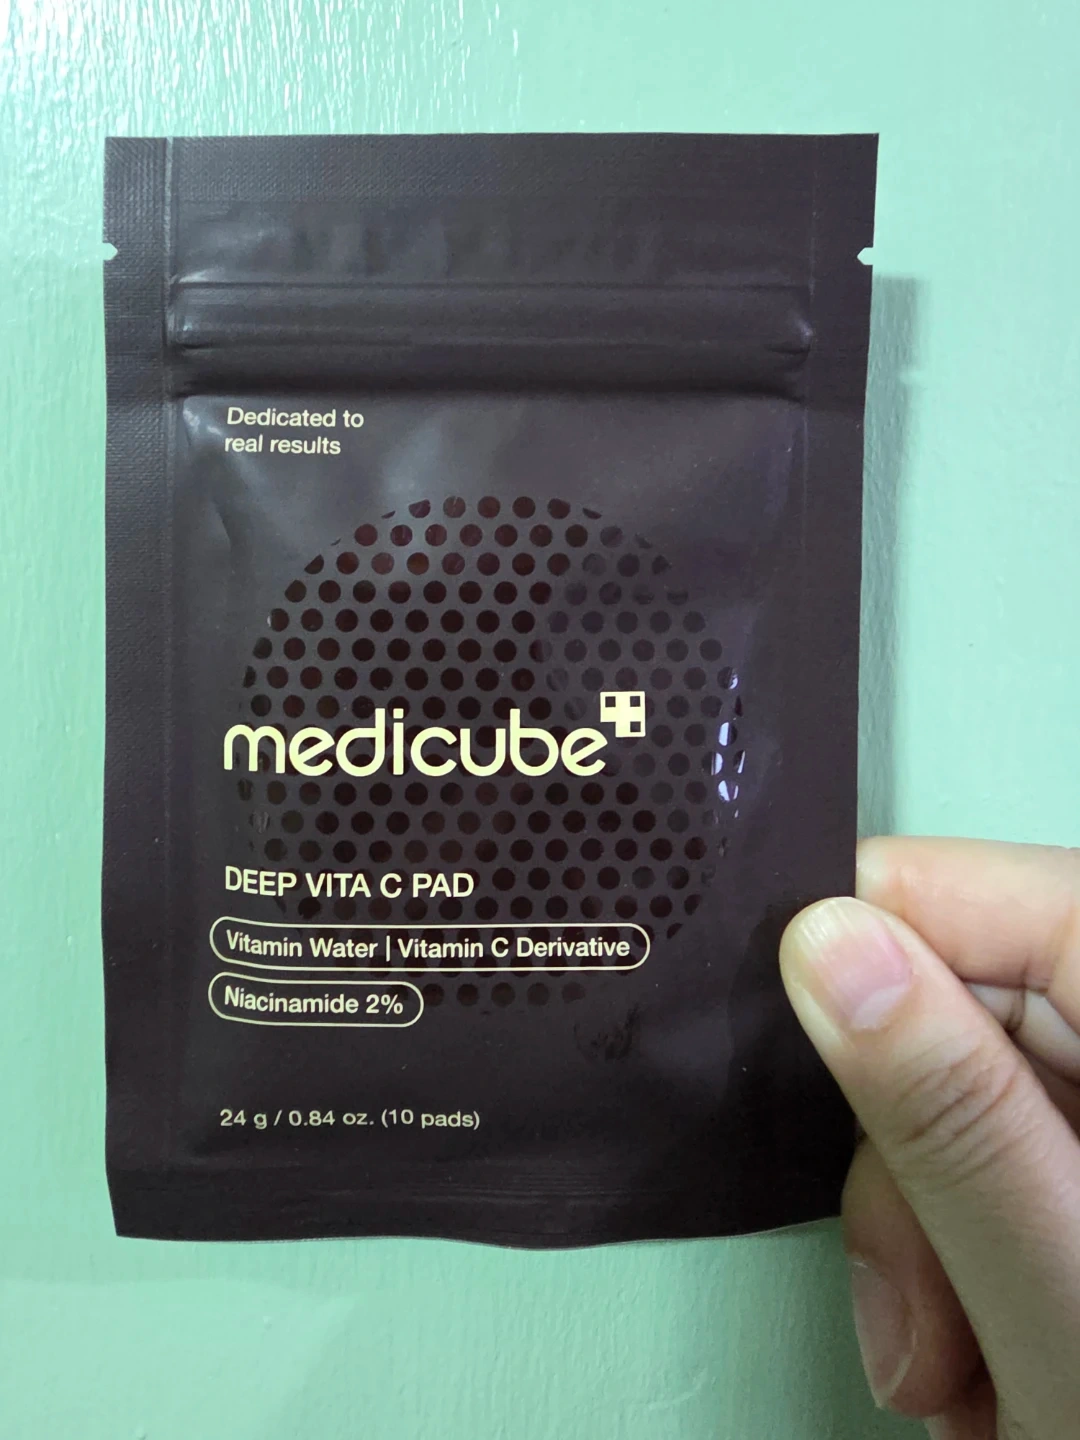 Dedicated to
real results
medicube
DEEP VITA C PAD
Vitamin Water | Vitamin C Derivative
Niacinamide 2%
24 g / 0.84 oz. (10 pads)